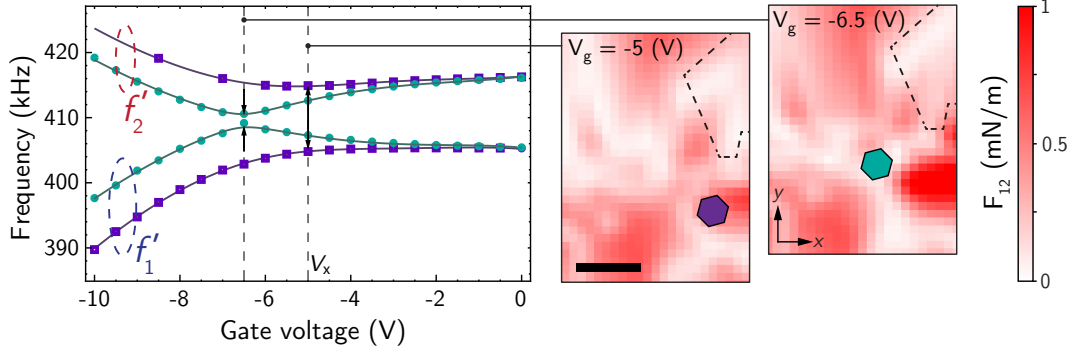 420
410
400
390
Frequency (kHz)
f′2
f′1
Vx
-10
-8
-6
-4
-2
0
Gate voltage (V)
Vg = -5 (V)
Vg = -6.5 (V)
y
x
1
0.5
0
F12 (mN/m)